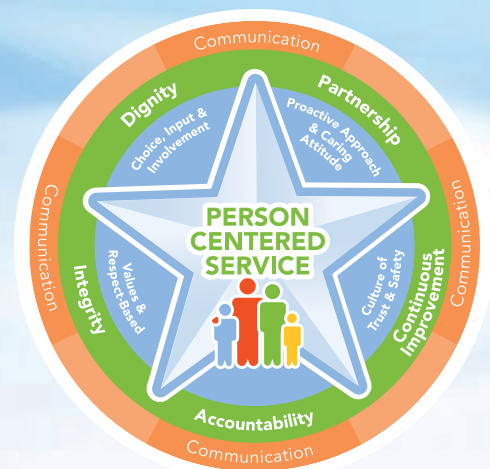 Communication
Dignity
Partnership
Choice, Input &
Involvement
Proactive Approach
& Caring
Attitude
PERSON
CENTERED
SERVICE
Communication
Communication
Integrity
Values &
Respect-Based
Culture of
Trust & Safety
Continuous
Improvement
Accountability
Communication